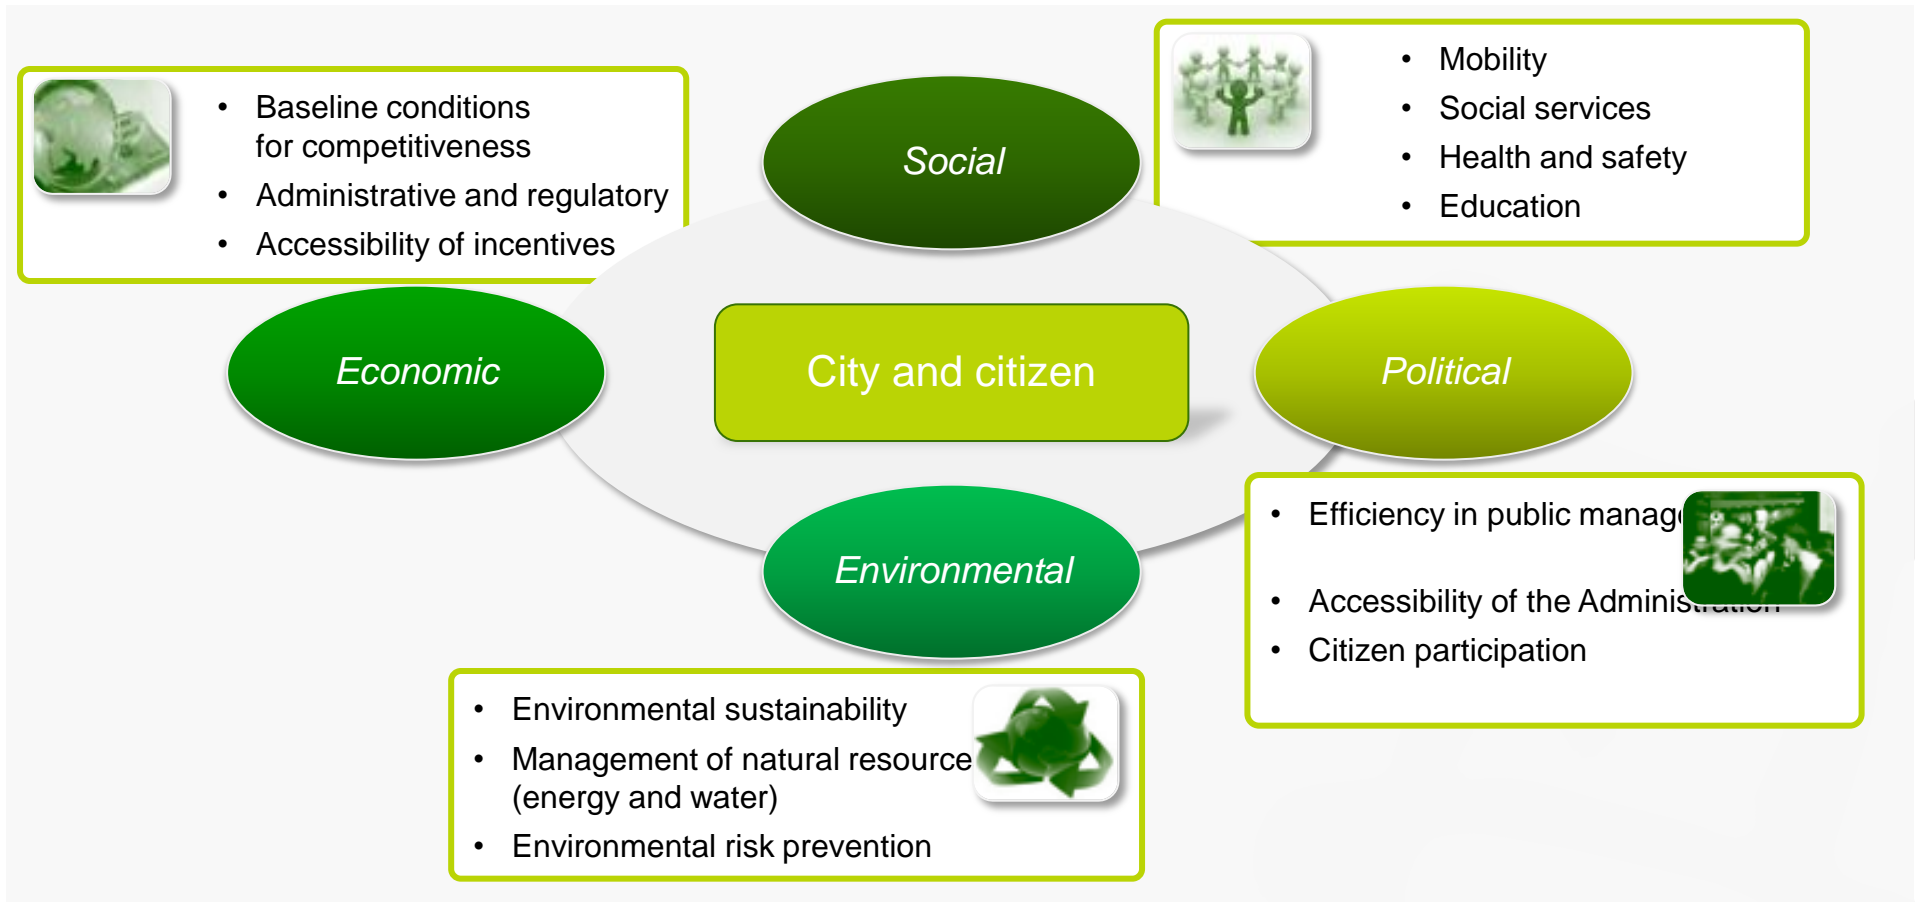 Baseline conditions
for competitiveness
Administrative and regulatory
Accessibility of incentives
Social
Mobility
Social services
Health and safety
Education
Economic
City and citizen
Political
Environmental
Efficiency in public
Accessibility of the Administration
Citizen participation
Environmental sustainability
Management of natural resource
(energy and water)
Environmental risk prevention